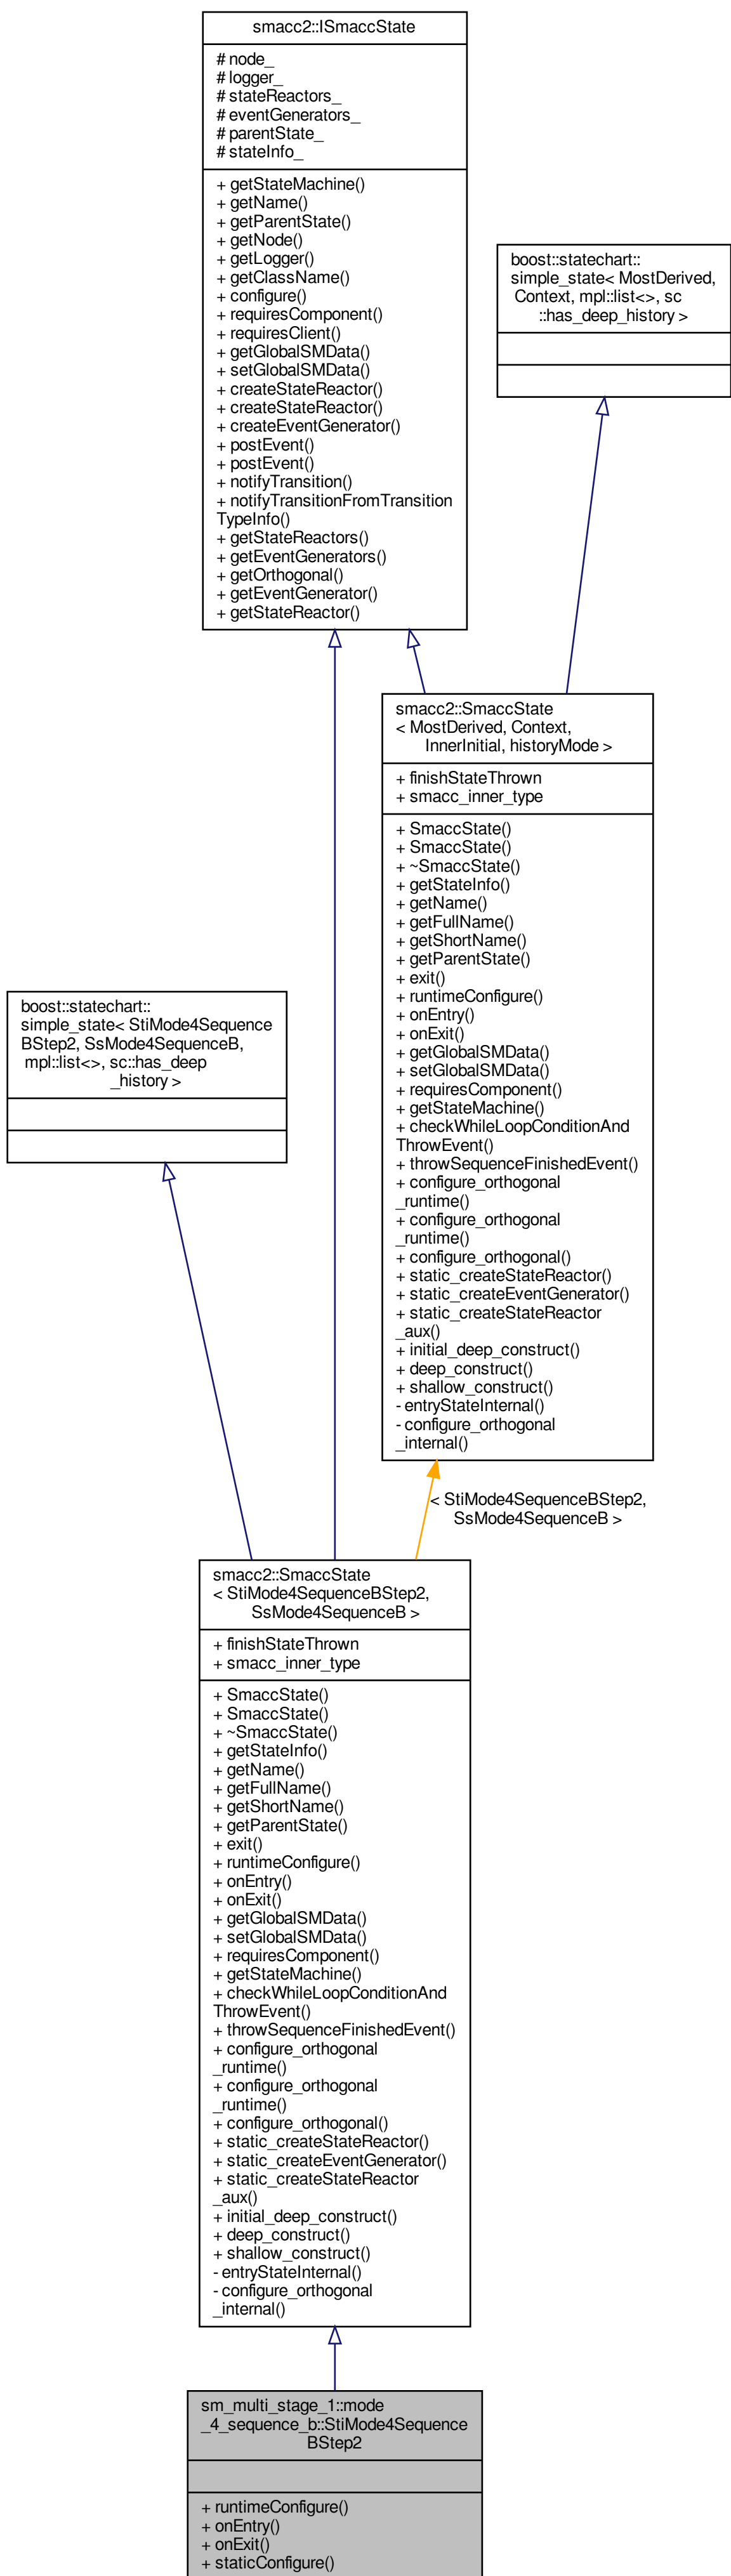 smacc2::ISmaccState
# node_
# logger_
# stateReactors_
# eventGenerators_
# parentState_
# stateInfo_
+ getStateMachine()
+ getName()
+ getParentState()
+ getNode()
+ getLogger()
+ getClassName()
+ configure()
+ requiresComponent()
+ requiresClient()
+ getGlobalSMData()
+ setGlobalSMData()
+ createStateReactor()
+ createStateReactor()
+ createEventGenerator()
+ postEvent()
+ postEvent()
+ notifyTransition()
+ notifyTransitionFromTransition
TypeInfo()
+ getStateReactors()
+ getEventGenerators()
+ getOrthogonal()
+ getEventGenerator()
+ getStateReactor()
boost::statechart::
simple_state< MostDerived,
Context, mpl::list<>, sc
::has_deep_history >
smacc2::SmaccState
< MostDerived, Context,
InnerInitial, historyMode >
+ finishStateThrown
+ smacc_inner_type
+ SmaccState()
+ SmaccState()
+ ~SmaccState()
+ getStateInfo()
+ getName()
+ getFullName()
+ getShortName()
+ getParentState()
+ exit()
+ runtimeConfigure()
+ onEntry()
+ onExit()
+ getGlobalSMData()
+ setGlobalSMData()
+ requiresComponent()
+ getStateMachine()
+ checkWhileLoopConditionAnd
ThrowEvent()
+ throwSequenceFinishedEvent()
+ configure_orthogonal
_runtime()
+ configure_orthogonal
_runtime()
+ configure_orthogonal()
+ static_createStateReactor()
+ static_createEventGenerator()
+ static_createStateReactor
_aux()
+ initial_deep_construct()
+ deep_construct()
+ shallow_construct()
- entryStateInternal()
- configure_orthogonal
_internal()
boost::statechart::
simple_state< StiMode4Sequence
BStep2, SsMode4SequenceB,
mpl::list<>, sc::has_deep
_history >
< StiMode4SequenceBStep2,
SsMode4SequenceB >
smacc2::SmaccState
< StiMode4SequenceBStep2,
SsMode4SequenceB >
+ finishStateThrown
+ smacc_inner_type
+ SmaccState()
+ SmaccState()
+ ~SmaccState()
+ getStateInfo()
+ getName()
+ getFullName()
+ getShortName()
+ getParentState()
+ exit()
+ runtimeConfigure()
+ onEntry()
+ onExit()
+ getGlobalSMData()
+ setGlobalSMData()
+ requiresComponent()
+ getStateMachine()
+ checkWhileLoopConditionAnd
ThrowEvent()
+ throwSequenceFinishedEvent()
+ configure_orthogonal
_runtime()
+ configure_orthogonal
_runtime()
+ configure_orthogonal()
+ static_createStateReactor()
+ static_createEventGenerator()
+ static_createStateReactor
_aux()
+ initial_deep_construct()
+ deep_construct()
+ shallow_construct()
- entryStateInternal()
- configure_orthogonal
_internal()
sm_multi_stage_1::mode
_4_sequence_b::StiMode4Sequence
BStep2
+ runtimeConfigure()
+ onEntry()
+ onExit()
+ staticConfigure()